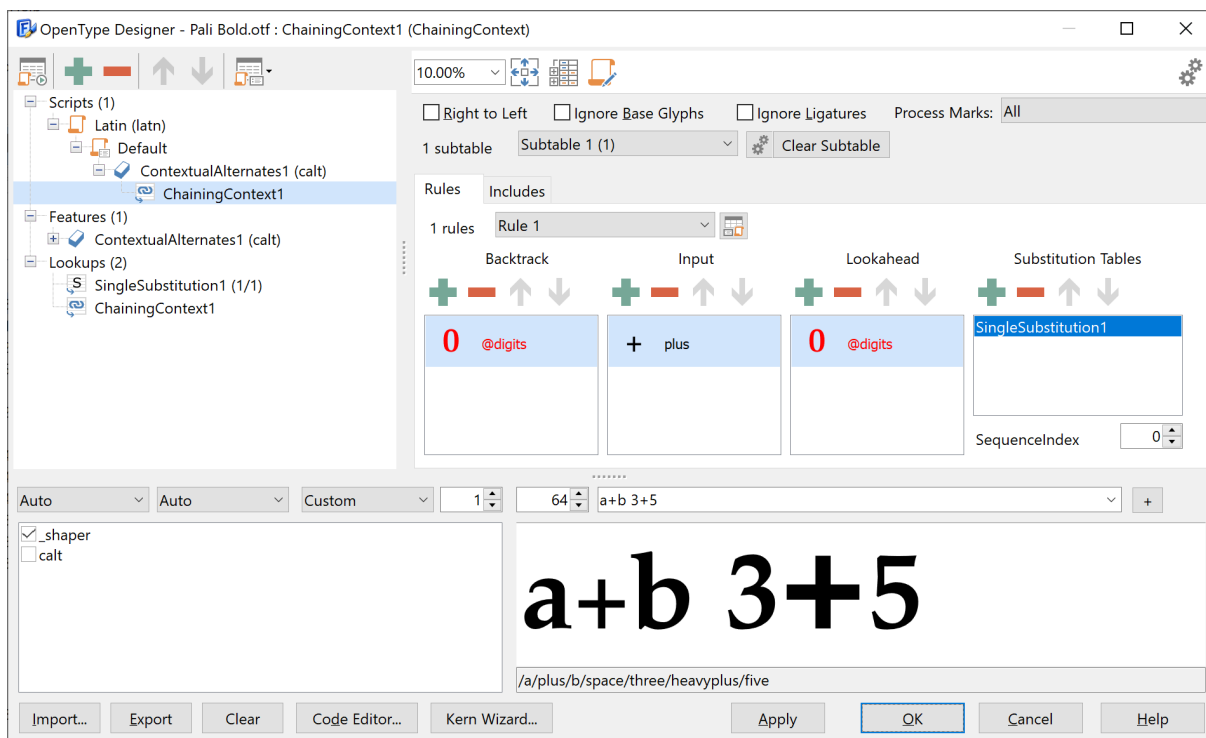 OpenType Designer - Pali Bold.otf : ChainingContext1 (ChainingContext)
10.00%
Scripts (1)
Latin (latn)
Default
ContextualAlternates1 (calt)
ChainingContext1
Features (1)
ContextualAlternates1 (calt)
Lookups (2)
S SingleSubstitution1 (1/1)
ChainingContext1
Right to Left Ignore Base Glyphs Ignore Ligatures Process Marks: All
1 subtable Subtable 1 (1) Clear Subtable
Rules Includes
1 rules Rule 1
Backtrack Input Lookahead Substitution Tables
0 @digits + plus 0 @digits SingleSubstitution1
SequenceIndex 0
Auto Auto Custom 1 64 a+b 3+5 +
_shaper
calt
a+b 3+5
/a/plus/b/space/three/heavyplus/five
Import... Export Clear Code Editor... Kern Wizard... Apply OK Cancel Help